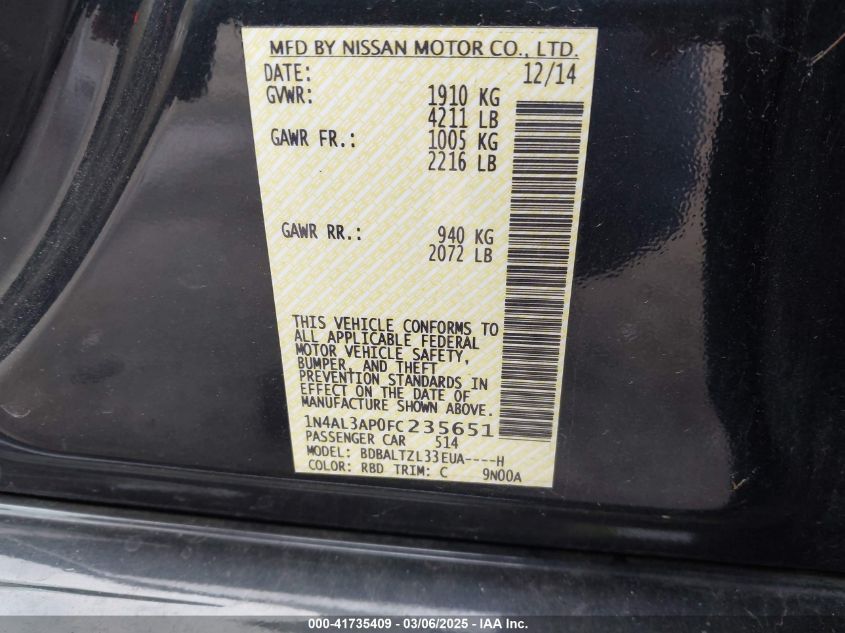 MFD BY NISSAN MOTOR CO., LTD.
DATE: 12/14
GVWR: 1910 KG
4211 LB
GAWR FR.: 1005 KG
2216 LB
GAWR RR.: 940 KG
2072 LB
THIS VEHICLE CONFORMS TO
ALL APPLICABLE FEDERAL
MOTOR VEHICLE SAFETY,
BUMPER, AND THEFT
PREVENTION STANDARDS IN
EFFECT ON THE DATE OF
MANUFACTURE SHOWN ABOVE.
1N4AL3AP0FC235651
PASSENGER CAR 514
MODEL: BDBALTZL33EUA----H
COLOR: RBD TRIM: C 9N00A
000-41735409 - 03/06/2025 - IAA Inc.